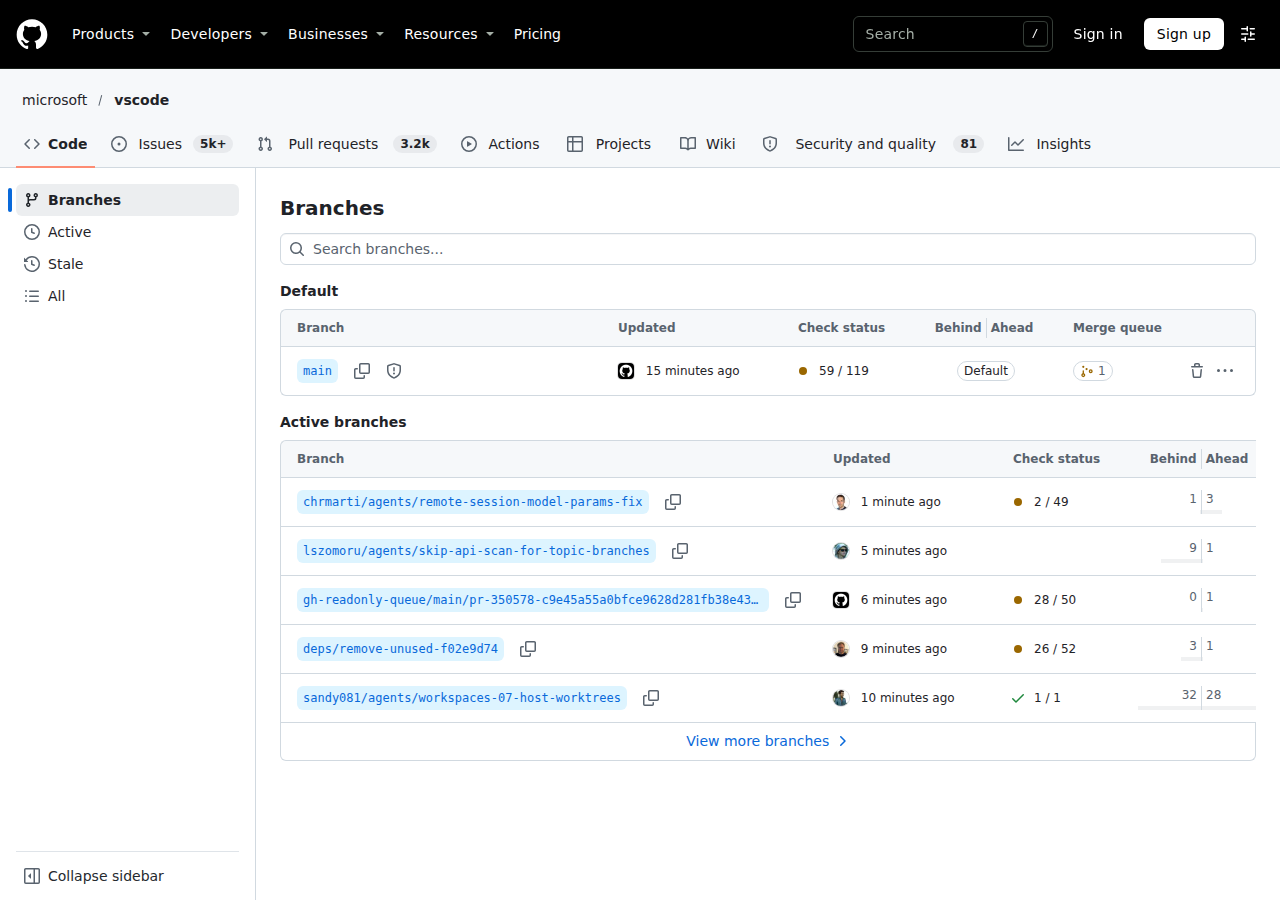 Products Developers Businesses Resources Pricing Search / Sign in Sign up
microsoft / vscode
Code Issues 5k+ Pull requests 3.2k Actions Projects Wiki Security and quality 81 Insights
Branches
Active
Stale
All
Collapse sidebar
Branches
Search branches...
Default
Branch Updated Check status Behind Ahead Merge queue
main 15 minutes ago 59 / 119 Default 1
Active branches
Branch Updated Check status Behind Ahead
chrmarti/agents/remote-session-model-params-fix 1 minute ago 2 / 49 1 3
lszomoru/agents/skip-api-scan-for-topic-branches 5 minutes ago 9 1
gh-readonly-queue/main/pr-350578-c9e45a55a0bfce9628d281fb38e43… 6 minutes ago 28 / 50 0 1
deps/remove-unused-f02e9d74 9 minutes ago 26 / 52 3 1
sandy081/agents/workspaces-07-host-worktrees 10 minutes ago 1 / 1 32 28
View more branches